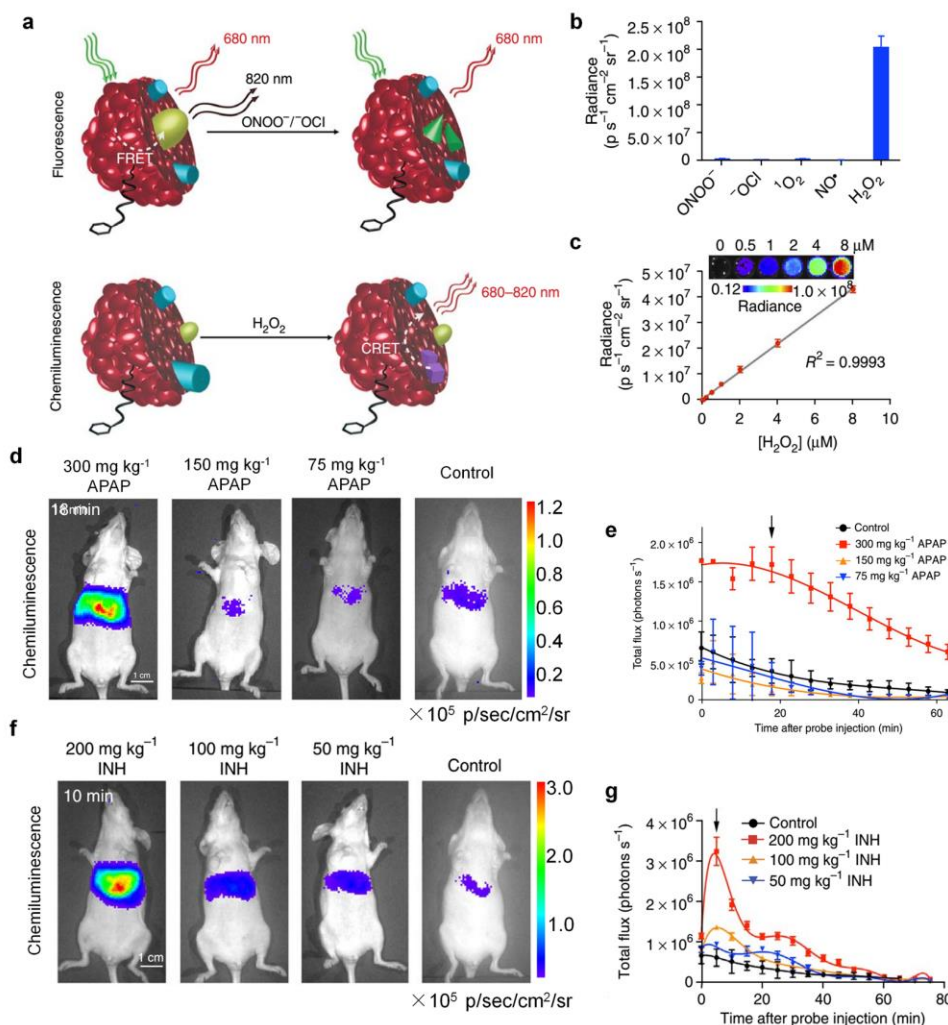 a
Fluorescence
680 nm
820 nm
FRET
ONOO⁻/⁻OCl
680 nm
Chemiluminescence
H₂O₂
CRET
680–820 nm
b
Radiance
(p s⁻¹ cm⁻² sr⁻¹)
2.5 × 10⁸
2.0 × 10⁸
1.5 × 10⁸
1.0 × 10⁸
5.0 × 10⁷
0
ONOO⁻
⁻OCl
¹O₂
NO•
H₂O₂
c
0 0.5 1 2 4 8 μM
0.12 1.0 × 10⁸
Radiance
Radiance
(p s⁻¹ cm⁻² sr⁻¹)
5 × 10⁷
4 × 10⁷
3 × 10⁷
2 × 10⁷
1 × 10⁷
0
R² = 0.9993
0 2 4 6 8 10
[H₂O₂] (μM)
d
300 mg kg⁻¹
APAP
150 mg kg⁻¹
APAP
75 mg kg⁻¹
APAP
Control
Chemiluminescence
18 min
1 cm
1.2
1.0
0.8
0.6
0.4
0.2
× 10⁵ p/sec/cm²/sr
e
Total flux (photons s⁻¹)
2.0 × 10⁶
1.5 × 10⁶
1.0 × 10⁶
5.0 × 10⁵
0
Control
300 mg kg⁻¹ APAP
150 mg kg⁻¹ APAP
75 mg kg⁻¹ APAP
0 20 40 60
Time after probe injection (min)
f
200 mg kg⁻¹
INH
100 mg kg⁻¹
INH
50 mg kg⁻¹
INH
Control
Chemiluminescence
10 min
1 cm
3.0
2.0
1.0
× 10⁵ p/sec/cm²/sr
g
Total flux (photons s⁻¹)
4 × 10⁶
3 × 10⁶
2 × 10⁶
1 × 10⁶
0
Control
200 mg kg⁻¹ INH
100 mg kg⁻¹ INH
50 mg kg⁻¹ INH
0 20 40 60 80
Time after probe injection (min)